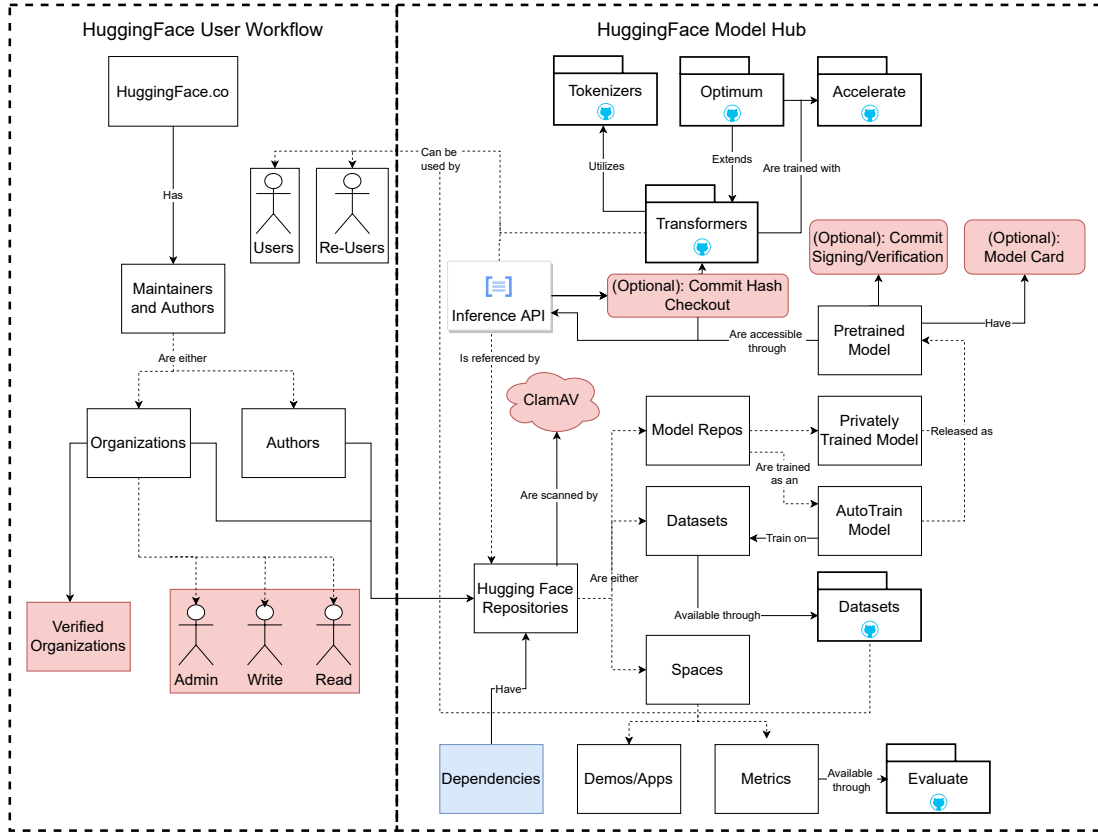 HuggingFace User Workflow
HuggingFace Model Hub
HuggingFace.co
Tokenizers
Optimum
Accelerate
Can be
used by
Utilizes
Extends
Are trained with
Has
Users
Re-Users
Transformers
(Optional): Commit
Signing/Verification
(Optional):
Model Card
Maintainers
and Authors
Inference API
(Optional): Commit Hash
Checkout
Are accessible
through
Pretrained
Model
Have
Are either
Is referenced by
ClamAV
Organizations
Authors
Model Repos
Privately
Trained Model
Released as
Are trained
as an
Are scanned by
Datasets
AutoTrain
Model
Train on
Hugging Face
Repositories
Are either
Available through
Datasets
Verified
Organizations
Admin
Write
Read
Spaces
Have
Dependencies
Demos/Apps
Metrics
Available
through
Evaluate